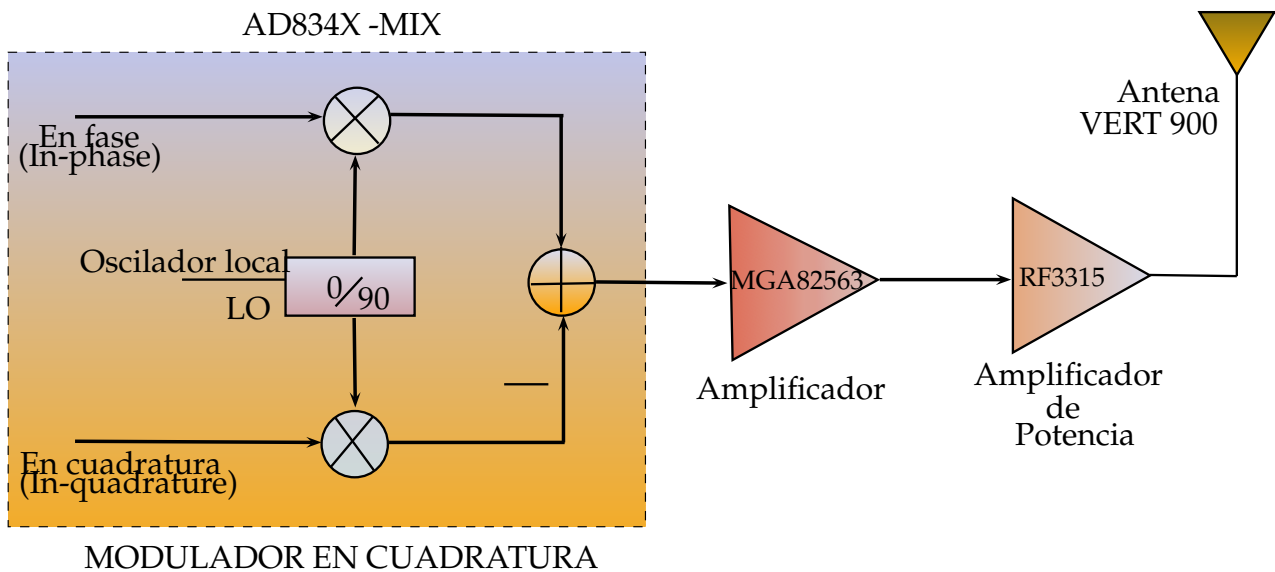 AD834X -MIX
En fase
(In-phase)
Oscilador local
LO
0/90
En cuadratura
(In-quadrature)
MODULADOR EN CUADRATURA
MGA82563
Amplificador
RF3315
Amplificador
de
Potencia
Antena
VERT 900